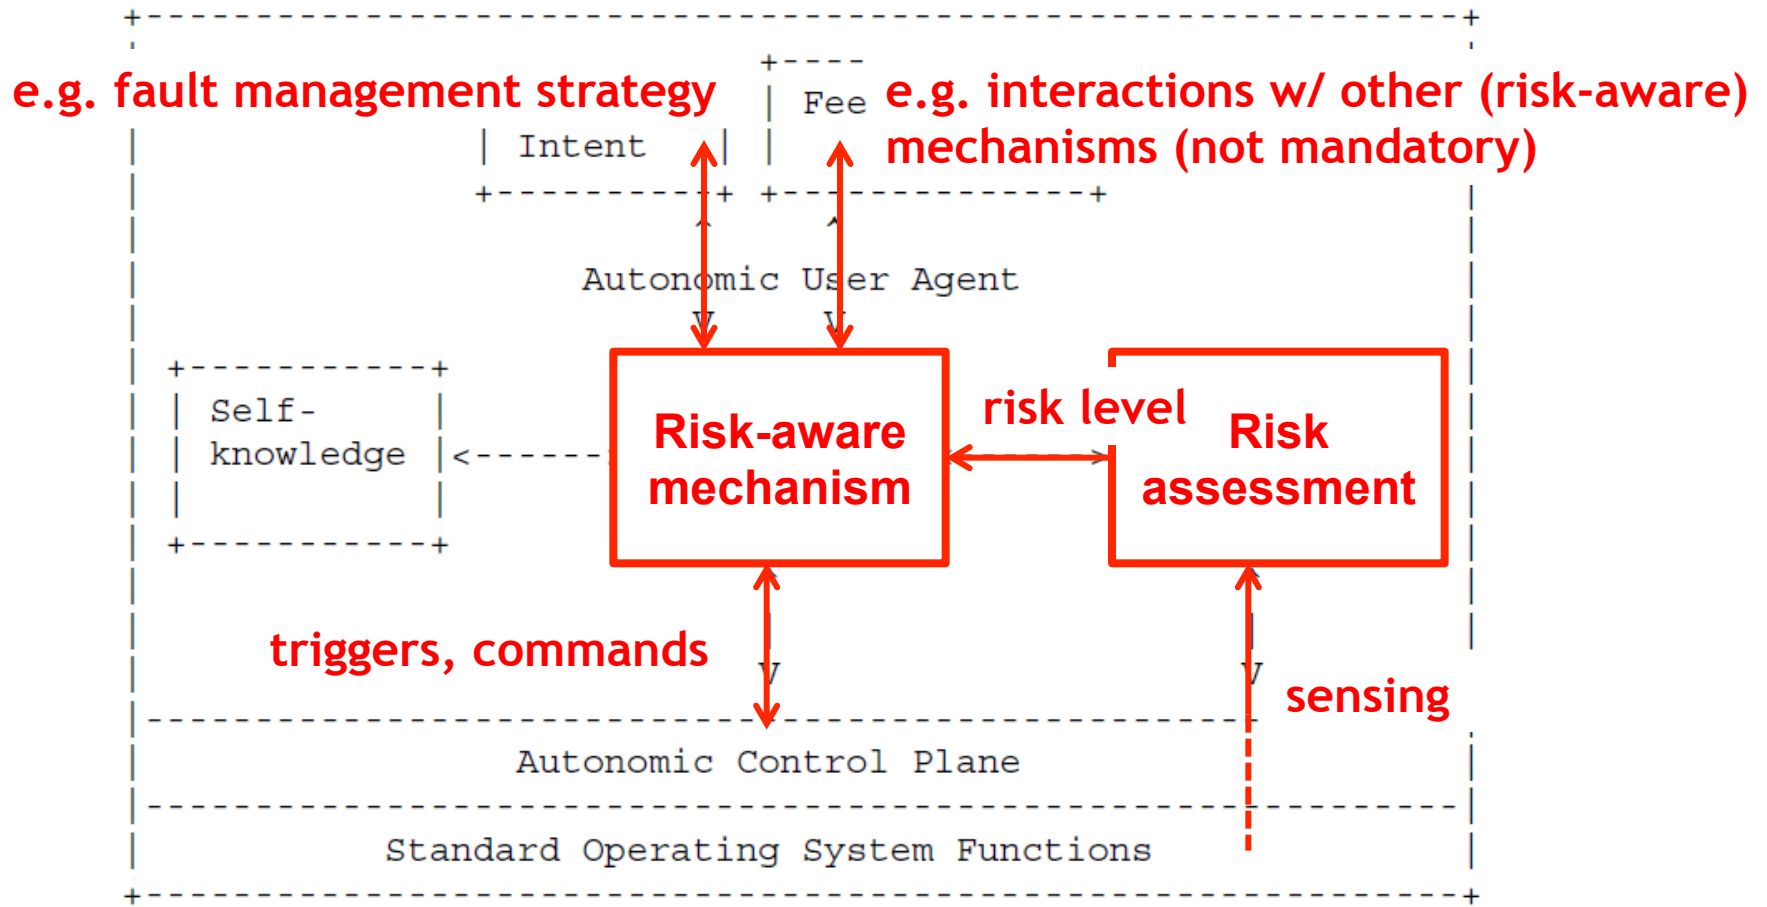 e.g. fault management strategy
Fee
e.g. interactions w/ other (risk-aware)
mechanisms (not mandatory)
Intent
Autonomic User Agent
Self-
knowledge
Risk-aware
mechanism
risk level
Risk
assessment
triggers, commands
sensing
Autonomic Control Plane
Standard Operating System Functions